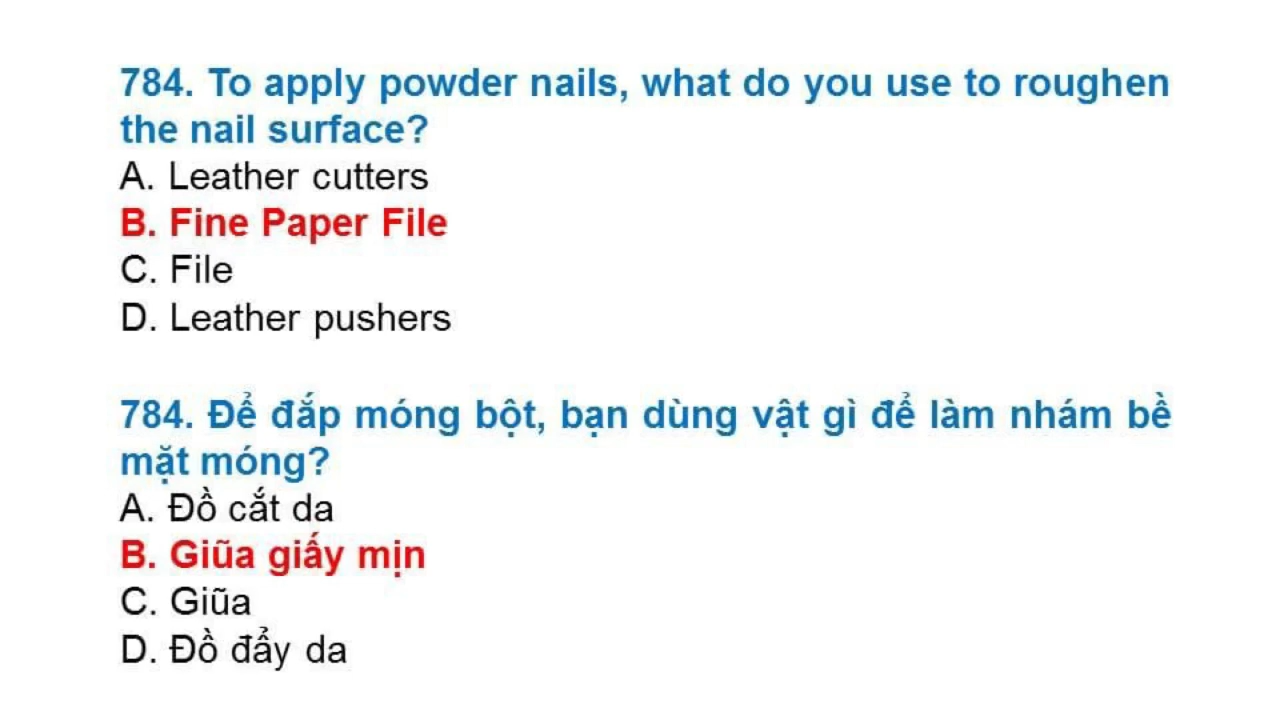 784. To apply powder nails, what do you use to roughen
the nail surface?
A. Leather cutters
B. Fine Paper File
C. File
D. Leather pushers
784. Để đắp móng bột, bạn dùng vật gì để làm nhám bề
mặt móng?
A. Đồ cắt da
B. Giũa giấy mịn
C. Giũa
D. Đồ đẩy da